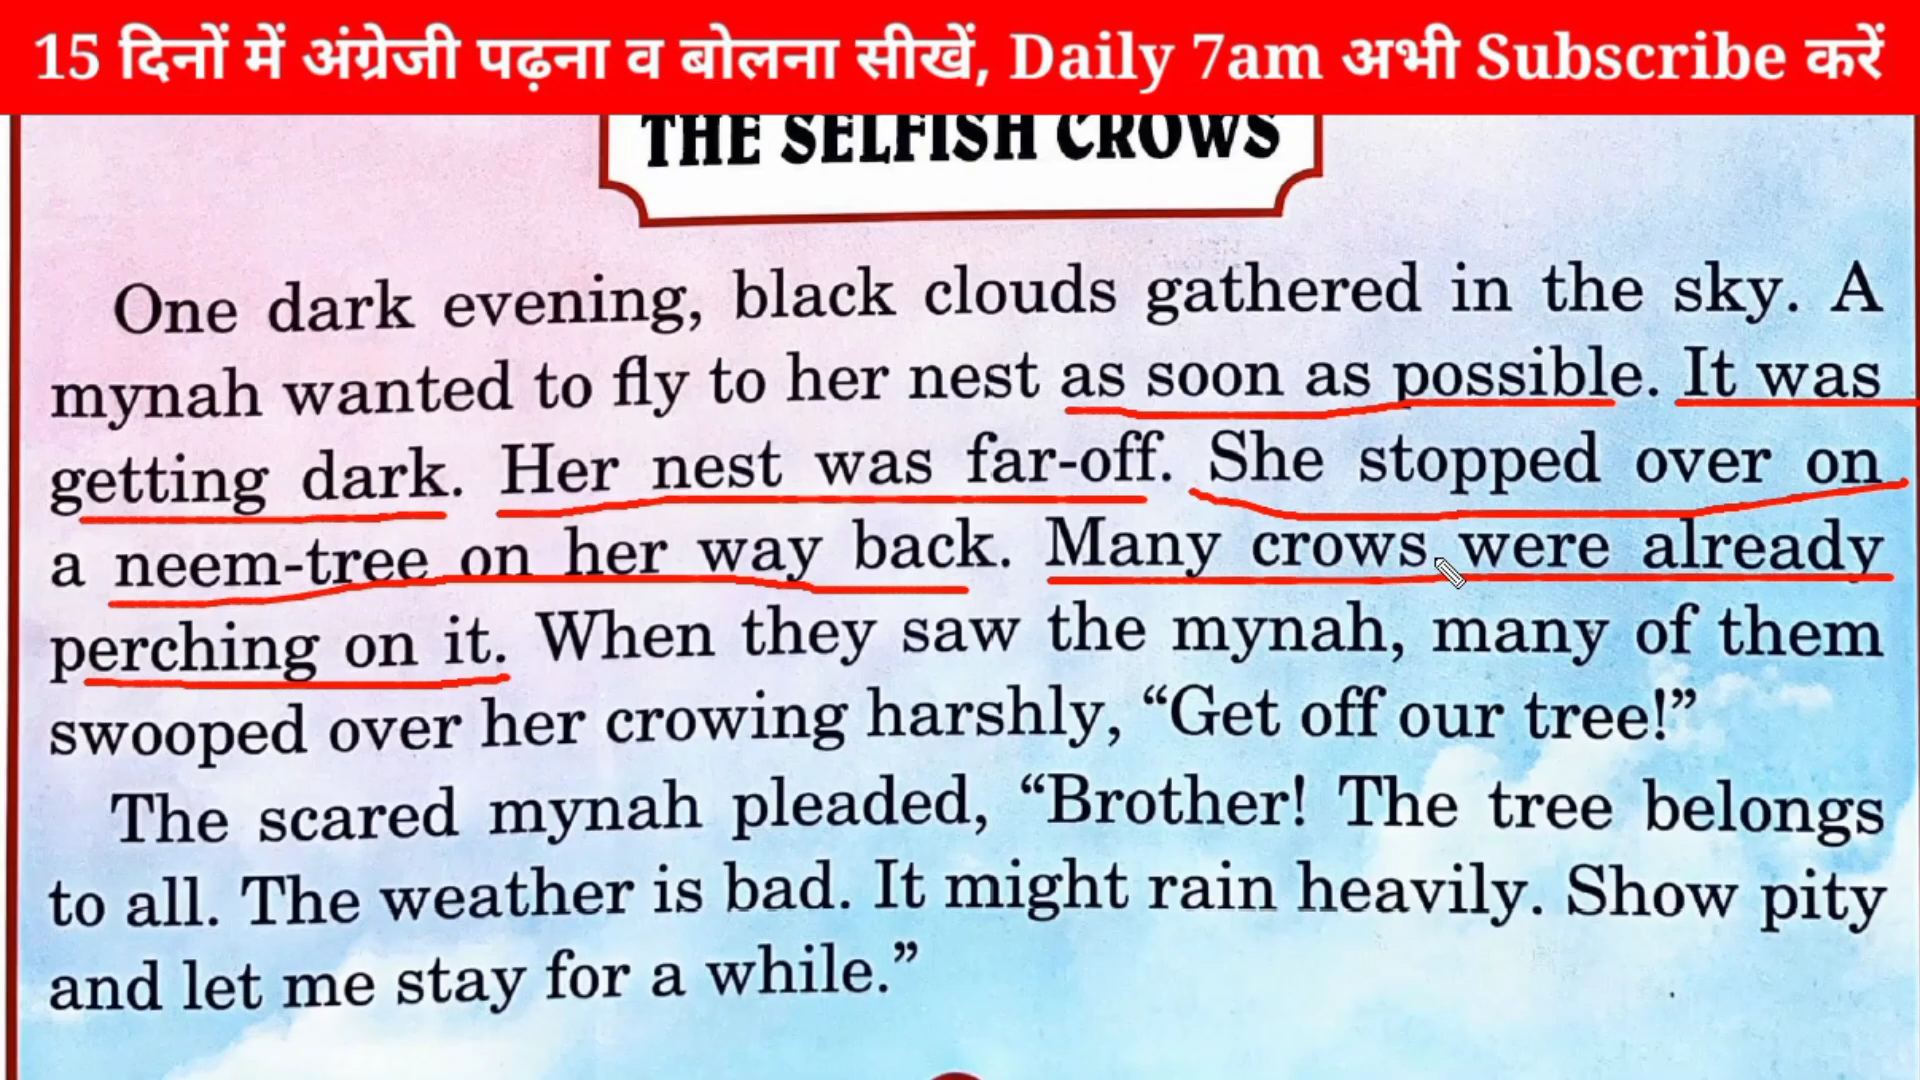 15 दिनों में अंग्रेजी पढ़ना व बोलना सीखें, Daily 7am अभी Subscribe करें
THE SELFISH CROWS
One dark evening, black clouds gathered in the sky. A
mynah wanted to fly to her nest as soon as possible. It was
getting dark. Her nest was far-off. She stopped over on
a neem-tree on her way back. Many crows were already
perching on it. When they saw the mynah, many of them
swooped over her crowing harshly, “Get off our tree!”
The scared mynah pleaded, “Brother! The tree belongs
to all. The weather is bad. It might rain heavily. Show pity
and let me stay for a while.”